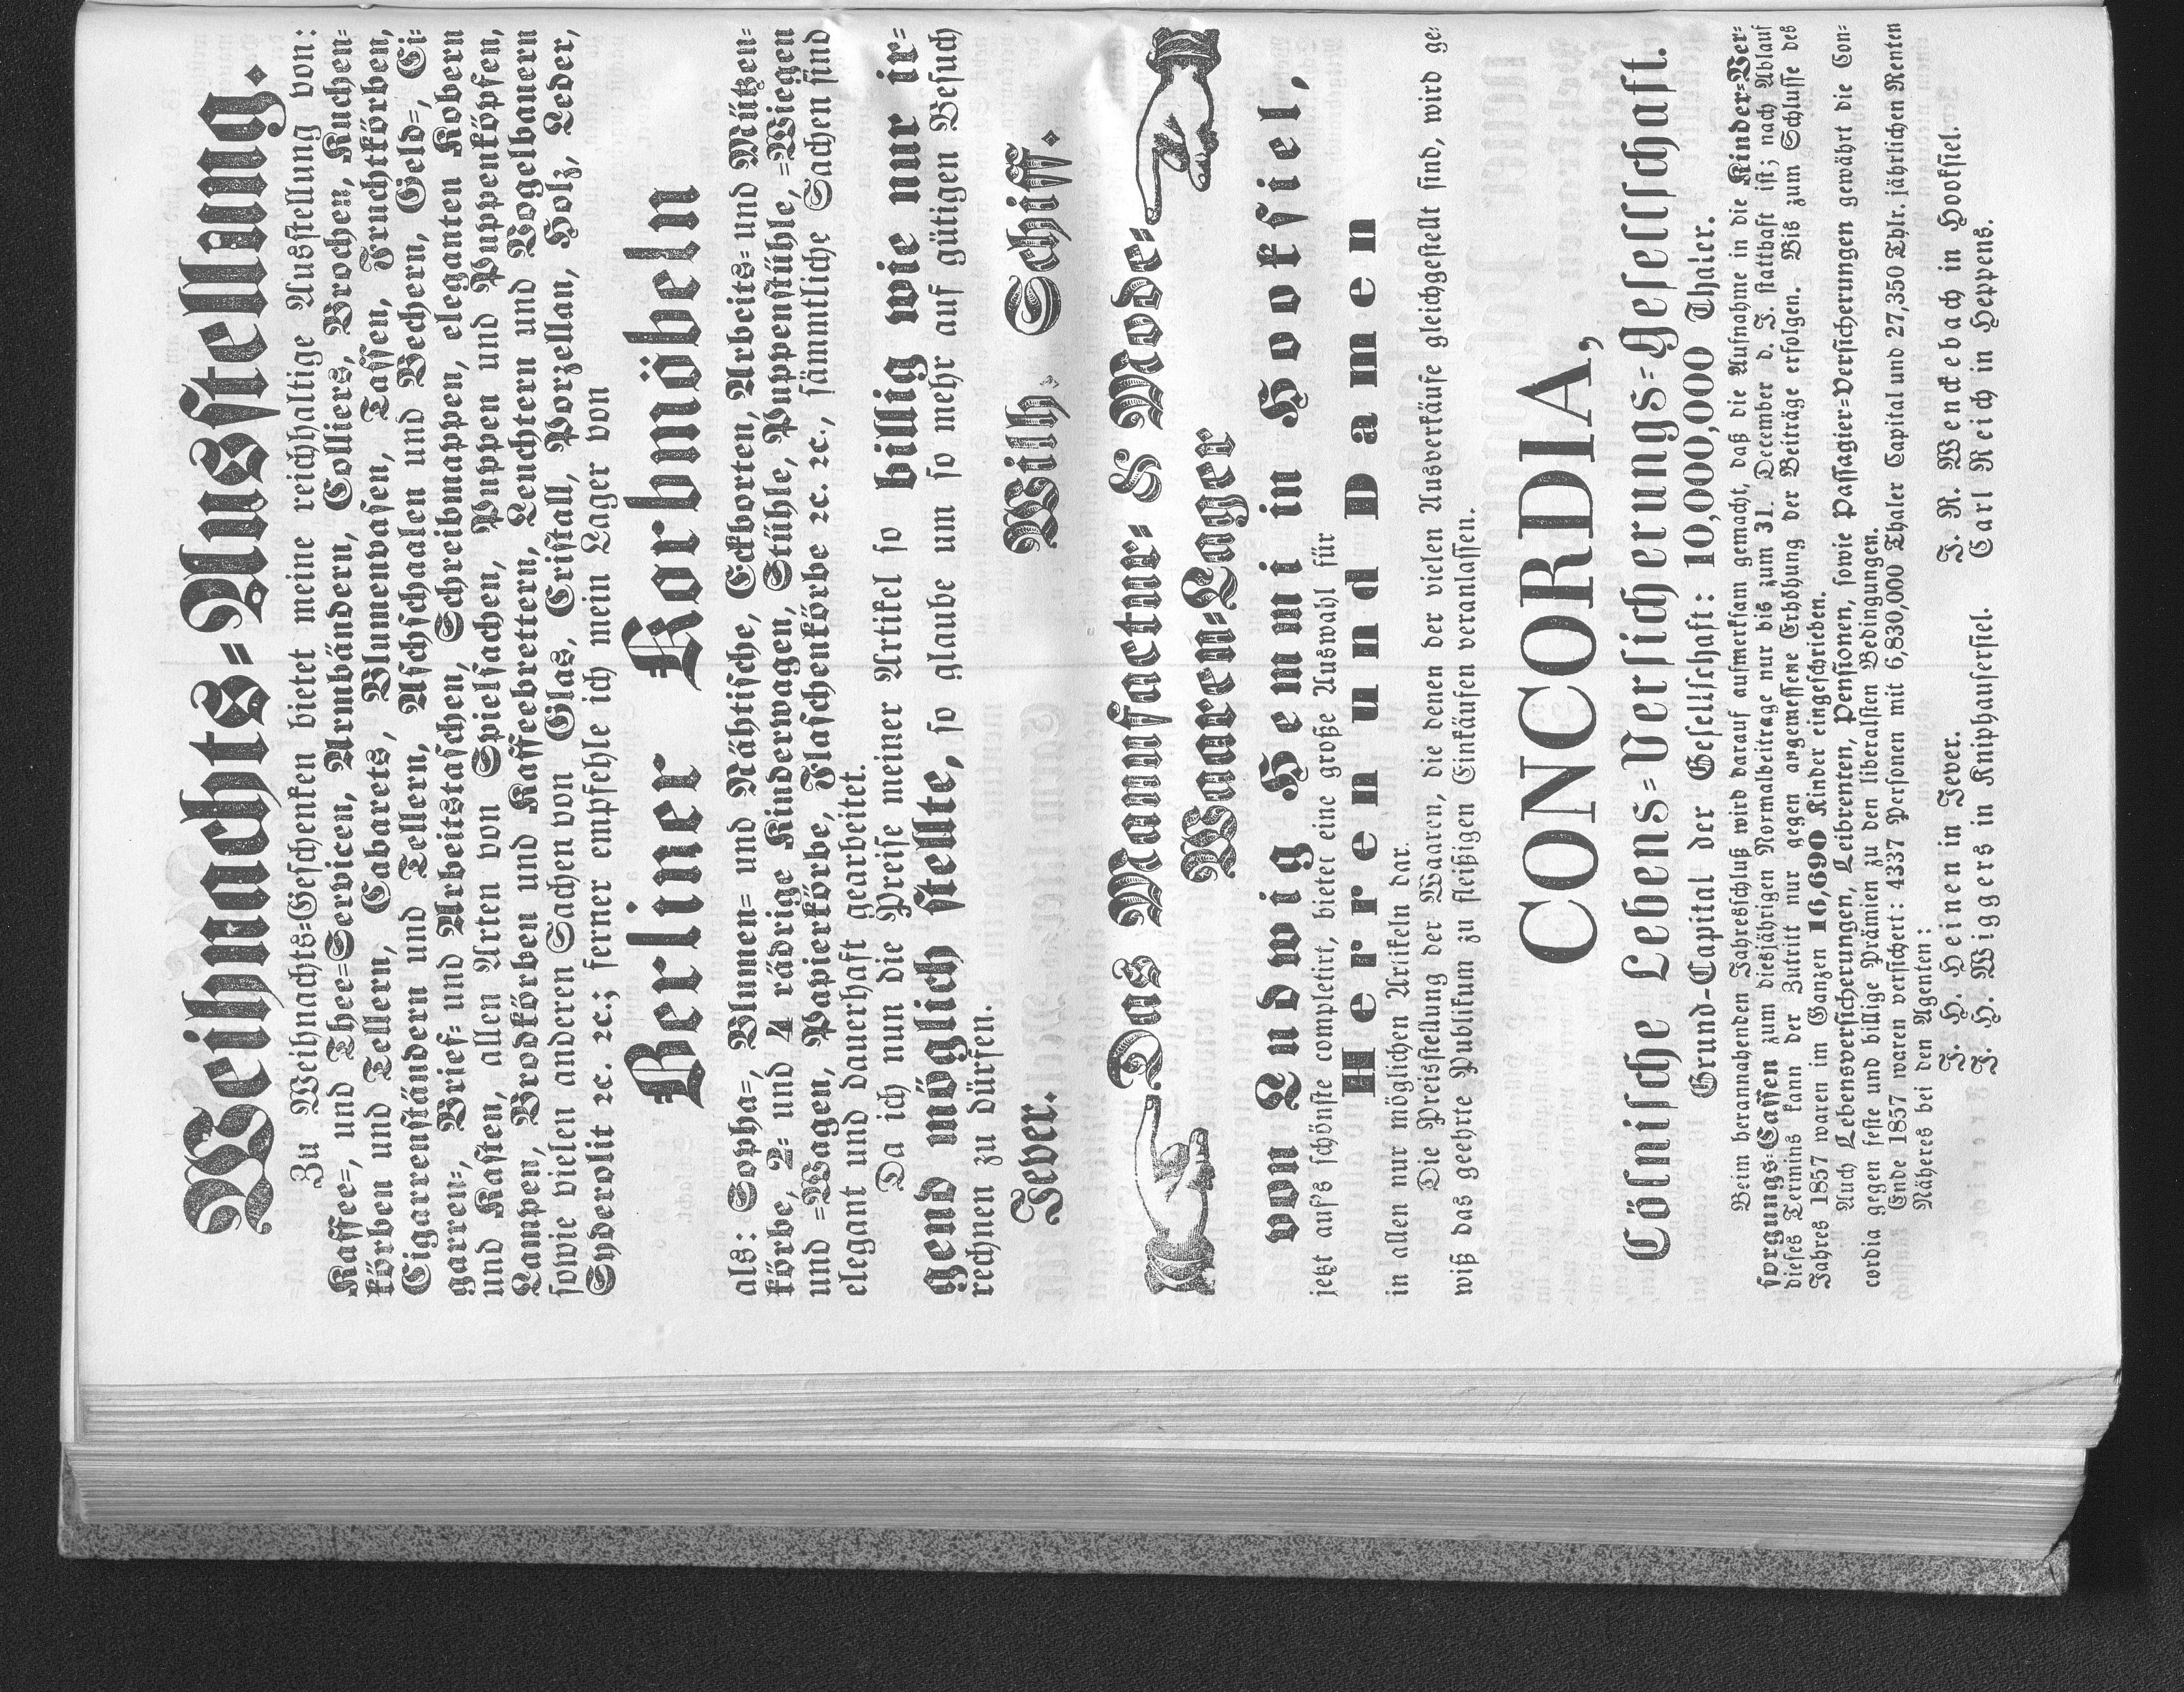 Weihnachts=Ausstellung.
Zu Weihnachts=Geschenken bietet meine reichhaltige Ausstellung von:
Kaffee=, und Thee=Servicen, Armbändern, Colliers, Brochen, Kuchen=
körben und Tellern, Cabarets, Blumenvasen, Tassen, Fruchtkörben,
Cigarrenständern und Tellern, Aschschaalen und Bechern, Geld=, Ci=
garren=, Brief= und Arbeitstaschen, Schreibmappen, eleganten Kobern
und Kasten, allen Arten von Spielsachen, Puppen und Puppenköpfen,
Lampen, Brodkörben und Kaffeebrettern, Leuchtern und Vogelbauern
sowie vielen anderen Sachen von Glas, Cristall, Porzellan, Holz, Leder,
Syderolit ꝛc. ꝛc.; ferner empfehle ich mein Lager von
Berliner Korbmöbeln
als: Sopha=, Blumen= und Nähtische, Eckborten, Arbeits= und Mützen=
körbe, 2= und 4 rädrige Kinderwagen, Stühle, Puppenstühle, =Wiegen
und =Wagen, Papierkörbe, Flaschenkörbe ꝛc. ꝛc., sämmtliche Sachen sind
elegant und dauerhaft gearbeitet.
Da ich nun die Preise meiner Artikel so billig wie nur ir=
gend möglich stellte, so glaube um so mehr auf gütigen Besuch
rechnen zu dürfen.
Jever. Wilh. Schiff.
Das Manufactur= & Mode=
Waaren=Lager
von Ludwig Hemmi in Hooksiel,
jetzt auf's schönste completirt, bietet eine große Auswahl für
Herren und Damen
in allen nur möglichen Artikeln dar.
Die Preisstellung der Waaren, die denen der vielen Ausverkäufe gleichgestellt sind, wird ge=
wiß das geehrte Publikum zu fleißigen Einkäufen veranlassen.
CONCORDIA,
Cölnische Lebens=Versicherungs=Gesellschaft.
Grund=Capital der Gesellschaft: 10,000,000 Thaler.
Beim herannahenden Jahresschluß wird darauf aufmerksam gemacht, daß die Aufnahme in die Kinder=Ver=
sorgungs=Cassen zum diesjährigen Normalbeitrage nur bis zum 31. December d. J. statthaft ist; nach Ablauf
dieses Termins kann der Zutritt nur gegen angemessene Erhöhung der Beiträge erfolgen. Bis zum Schlusse des
Jahres 1857 waren im Ganzen 16,690 Kinder eingeschrieben.
Auch Lebensversicherungen, Leibrenten, Pensionen, sowie Passagier=Versicherungen gewährt die Con=
cordia gegen feste und billige Prämien zu den liberalsten Bedingungen.
Ende 1857 waren versichert: 4337 Personen mit 6,830,000 Thaler Capital und 27,350 Thlr. jährlichen Renten
Näheres bei den Agenten:
J. H. Heinen in Jever. J. R. Wenckebach in Hooksiel.
J. H. Wiggers in Kniphausersiel. Carl Reich in Heppens.